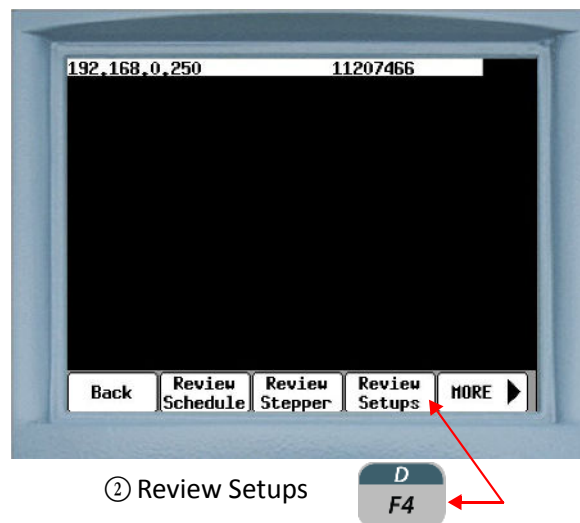 192.168.0.250 11207466
Back Review Schedule Review Stepper Review Setups MORE
② Review Setups
D
F4